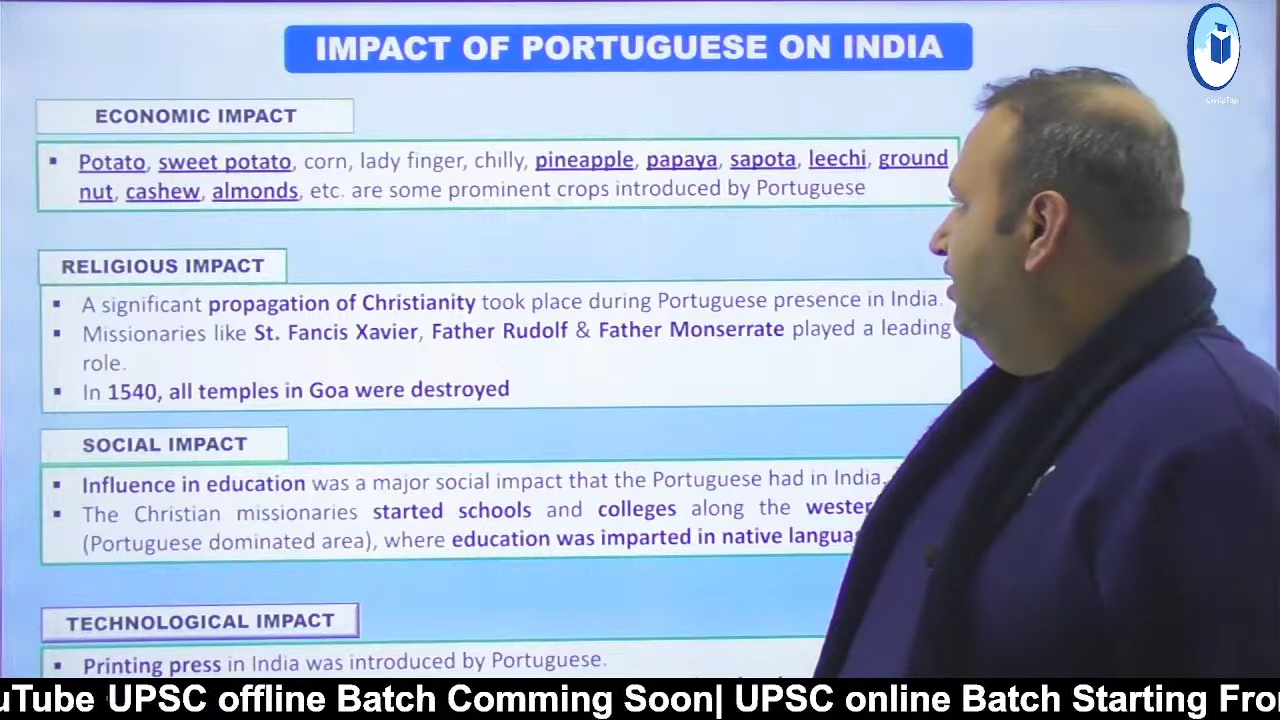 IMPACT OF PORTUGUESE ON INDIA
CivilsTap
ECONOMIC IMPACT
▪ Potato, sweet potato, corn, lady finger, chilly, pineapple, papaya, sapota, leechi, ground
nut, cashew, almonds, etc. are some prominent crops introduced by Portuguese
RELIGIOUS IMPACT
▪ A significant propagation of Christianity took place during Portuguese presence in India.
▪ Missionaries like St. Fancis Xavier, Father Rudolf & Father Monserrate played a leading
role.
▪ In 1540, all temples in Goa were destroyed
SOCIAL IMPACT
▪ Influence in education was a major social impact that the Portuguese had in India.
▪ The Christian missionaries started schools and colleges along the wester
(Portuguese dominated area), where education was imparted in native langua
TECHNOLOGICAL IMPACT
▪ Printing press in India was introduced by Portuguese.
uTube UPSC offline Batch Comming Soon| UPSC online Batch Starting Fro